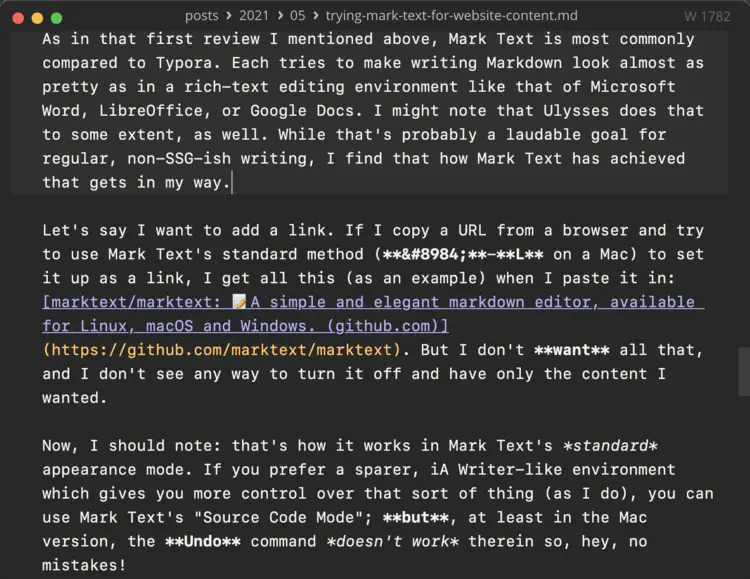 posts > 2021 > 05 > trying-mark-text-for-website-content.md W 1782
As in that first review I mentioned above, Mark Text is most commonly
compared to Typora. Each tries to make writing Markdown look almost as
pretty as in a rich-text editing environment like that of Microsoft
Word, LibreOffice, or Google Docs. I might note that Ulysses does that
to some extent, as well. While that's probably a laudable goal for
regular, non-SSG-ish writing, I find that how Mark Text has achieved
that gets in my way.
Let's say I want to add a link. If I copy a URL from a browser and try
to use Mark Text's standard method (**&#8984;**-**L** on a Mac) to set
it up as a link, I get all this (as an example) when I paste it in:
[marktext/marktext: 📝A simple and elegant markdown editor, available
for Linux, macOS and Windows. (github.com)]
(https://github.com/marktext/marktext). But I don't **want** all that,
and I don't see any way to turn it off and have only the content I
wanted.
Now, I should note: that's how it works in Mark Text's *standard*
appearance mode. If you prefer a sparer, iA Writer-like environment
which gives you more control over that sort of thing (as I do), you can
use Mark Text's "Source Code Mode"; **but**, at least in the Mac
version, the **Undo** command *doesn't work* therein so, hey, no
mistakes!